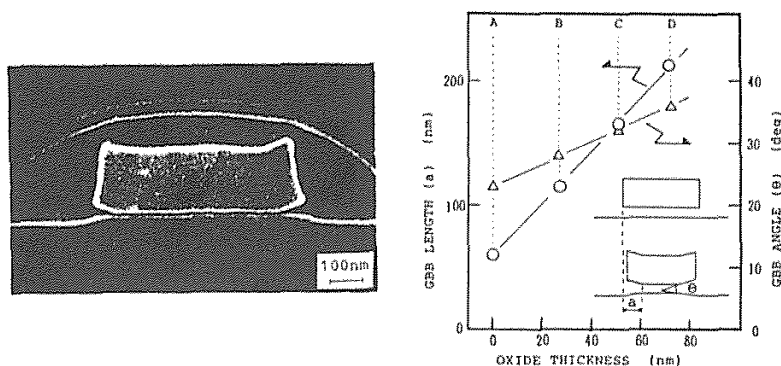 100nm
A B C D
200
100
0
GBB LENGTH (a) (nm)
40
30
20
10
0
GBB ANGLE (θ) (deg)
a
θ
0 20 40 60 80
OXIDE THICKNESS (nm)